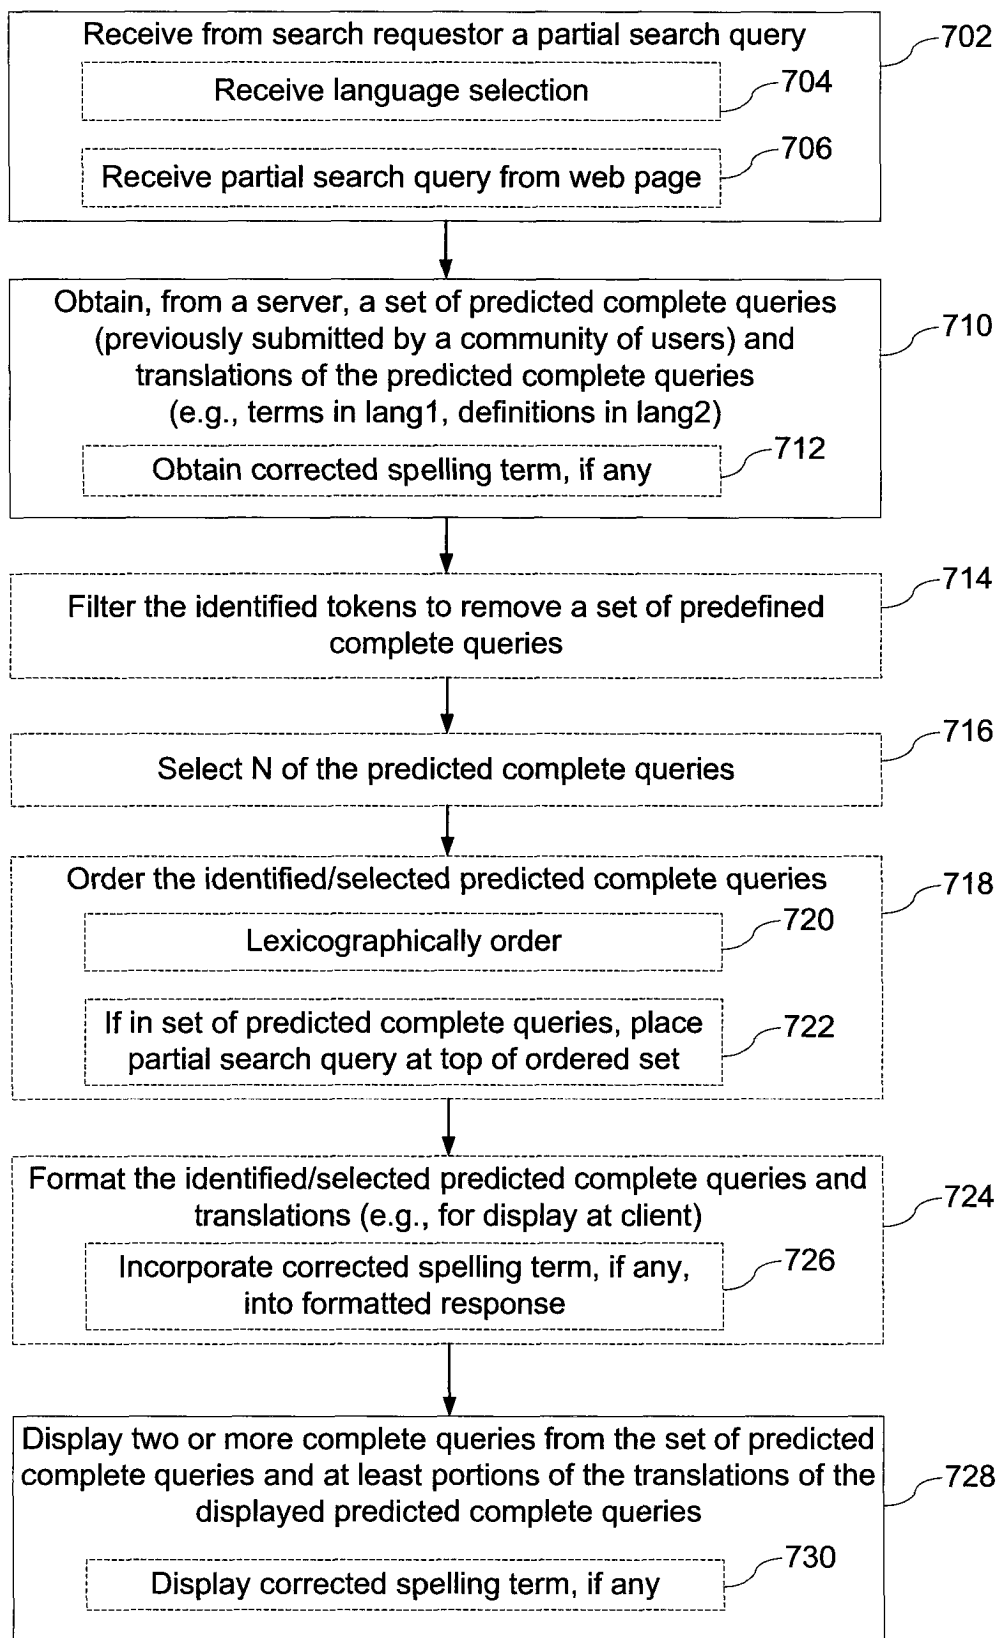 Receive from search requestor a partial search query
702
Receive language selection
704
Receive partial search query from web page
706
Obtain, from a server, a set of predicted complete queries
(previously submitted by a community of users) and
translations of the predicted complete queries
(e.g., terms in lang1, definitions in lang2)
710
Obtain corrected spelling term, if any
712
Filter the identified tokens to remove a set of predefined
complete queries
714
Select N of the predicted complete queries
716
Order the identified/selected predicted complete queries
718
Lexicographically order
720
If in set of predicted complete queries, place
partial search query at top of ordered set
722
Format the identified/selected predicted complete queries and
translations (e.g., for display at client)
724
Incorporate corrected spelling term, if any,
into formatted response
726
Display two or more complete queries from the set of predicted
complete queries and at least portions of the translations of the
displayed predicted complete queries
728
Display corrected spelling term, if any
730